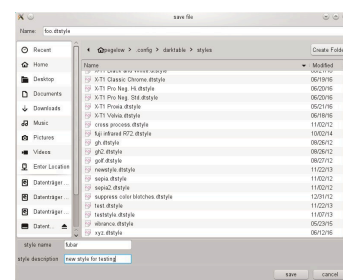 save file
Name: foo.dtstyle
Recent
Home
Desktop
Documents
Downloads
Music
Pictures
Videos
Enter Location
Datenträger ...
Datenträger ...
Datenträger ...
Datent...
pagelow > .config > darktable > styles
Create Folder
Name Modified
X-T1 Classic Chrome.dtstyle 06/19/16
X-T1 Pro Neg. Hi.dtstyle 06/20/16
X-T1 Pro Neg. Std.dtstyle 06/20/16
X-T1 Provia.dtstyle 05/21/16
X-T1 Velvia.dtstyle 06/18/16
cross process.dtstyle 11/02/12
fuji infrared R72.dtstyle 10/02/14
gh.dtstyle 08/26/12
gh2.dtstyle 08/26/12
golf.dtstyle 09/27/12
newstyle.dtstyle 11/22/13
sepia.dtstyle 11/02/12
sepia2.dtstyle 11/02/12
suppress color blotches.dtstyle 03/31/16
test.dtstyle 11/22/13
teststyle.dtstyle 11/07/13
vibrance.dtstyle 05/23/15
xyz.dtstyle 06/12/16
style name fubar
style description new style for testing
save cancel